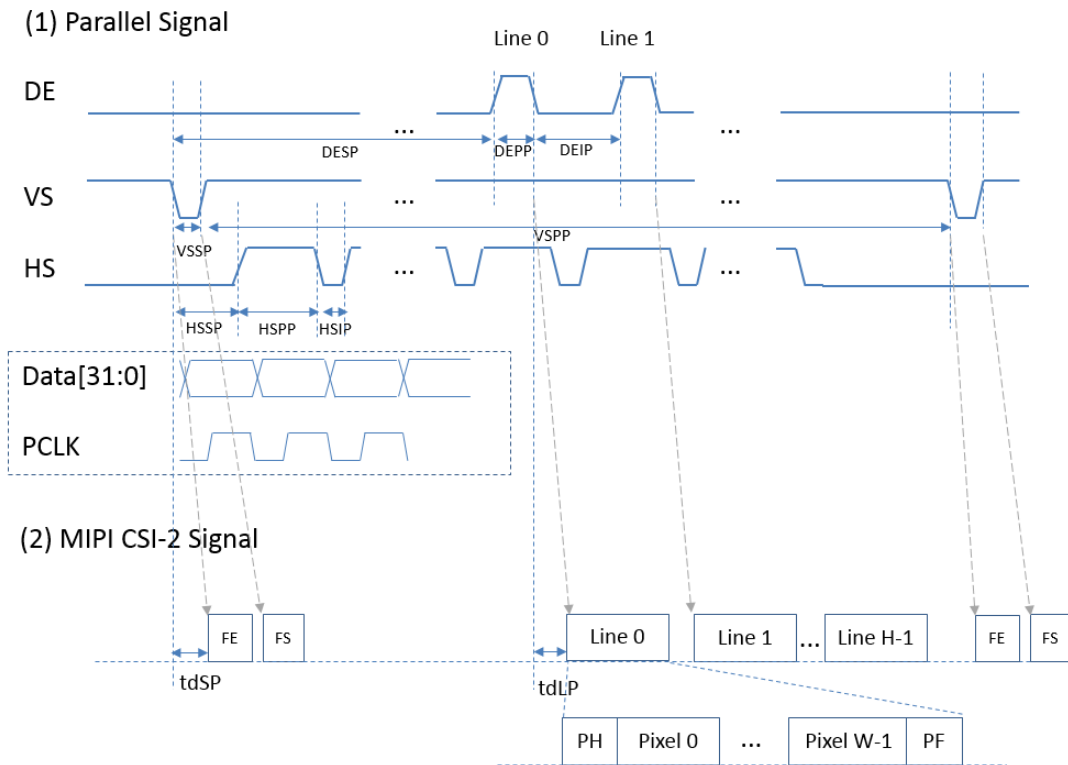 (1) Parallel Signal
Line 0 Line 1
DE
... ...
DESP DEPP DEIP
VS
... ...
VSSP VSPP
HS
... ...
HSSP HSPP HSIP
Data[31:0]
PCLK
(2) MIPI CSI-2 Signal
FE FS Line 0 Line 1 ... Line H-1 FE FS
tdSP tdLP
PH Pixel 0 ... Pixel W-1 PF